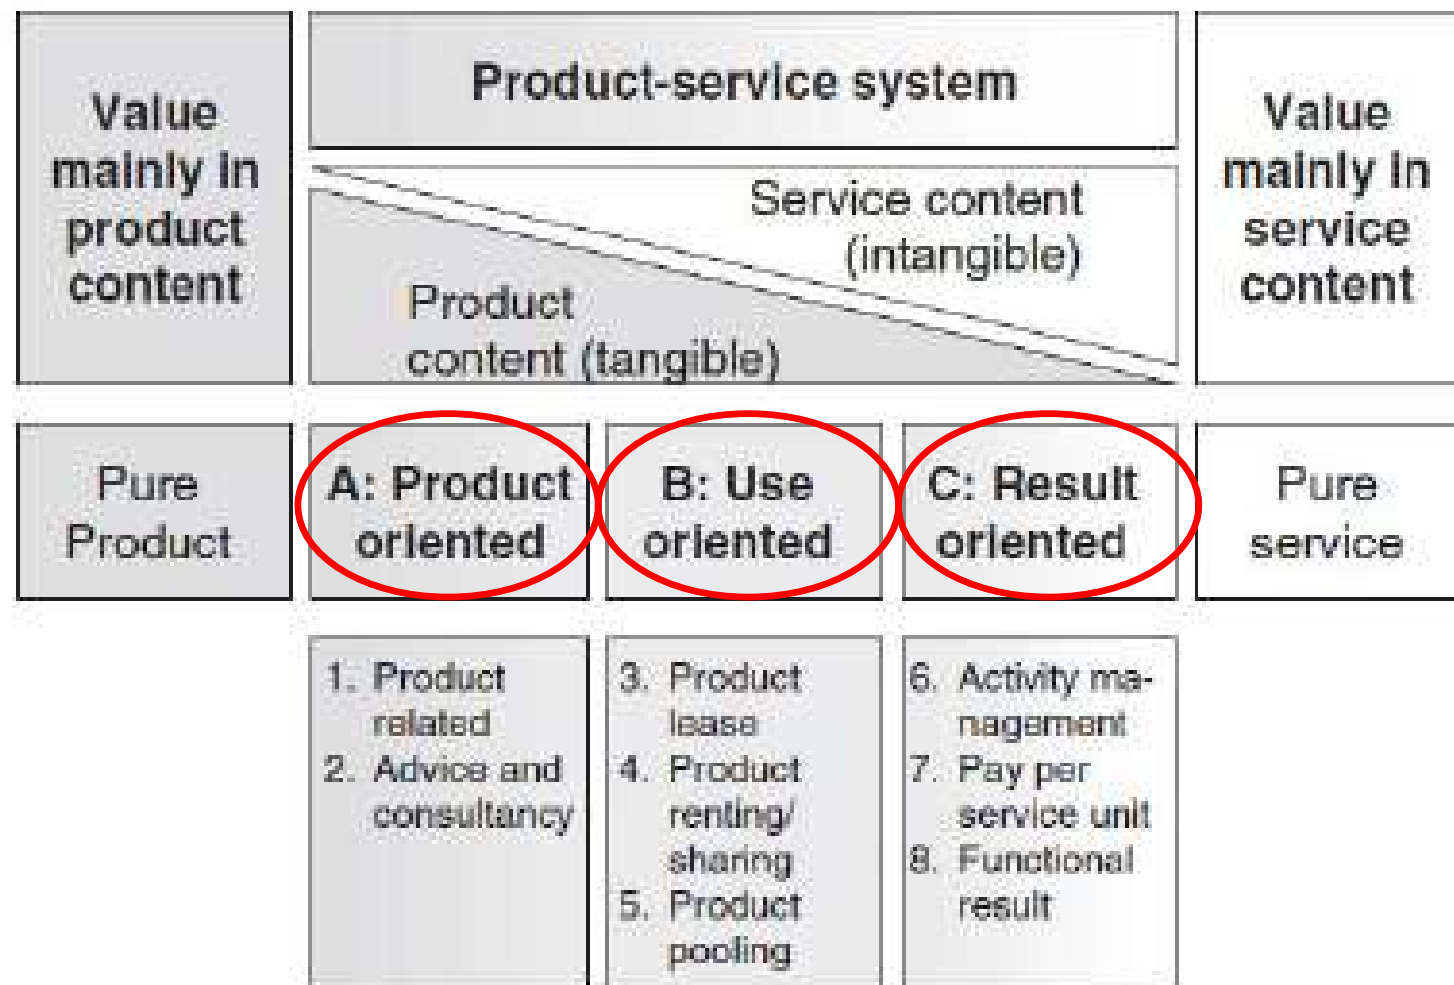 Value
mainly in
product
content
Product-service system
Service content
(intangible)
Product
content (tangible)
Value
mainly in
service
content
Pure
Product
A: Product
oriented
B: Use
oriented
C: Result
oriented
Pure
service
1. Product
related
2. Advice and
consultancy
3. Product
lease
4. Product
renting/
sharing
5. Product
pooling
6. Activity ma-
nagement
7. Pay per
service unit
8. Functional
result